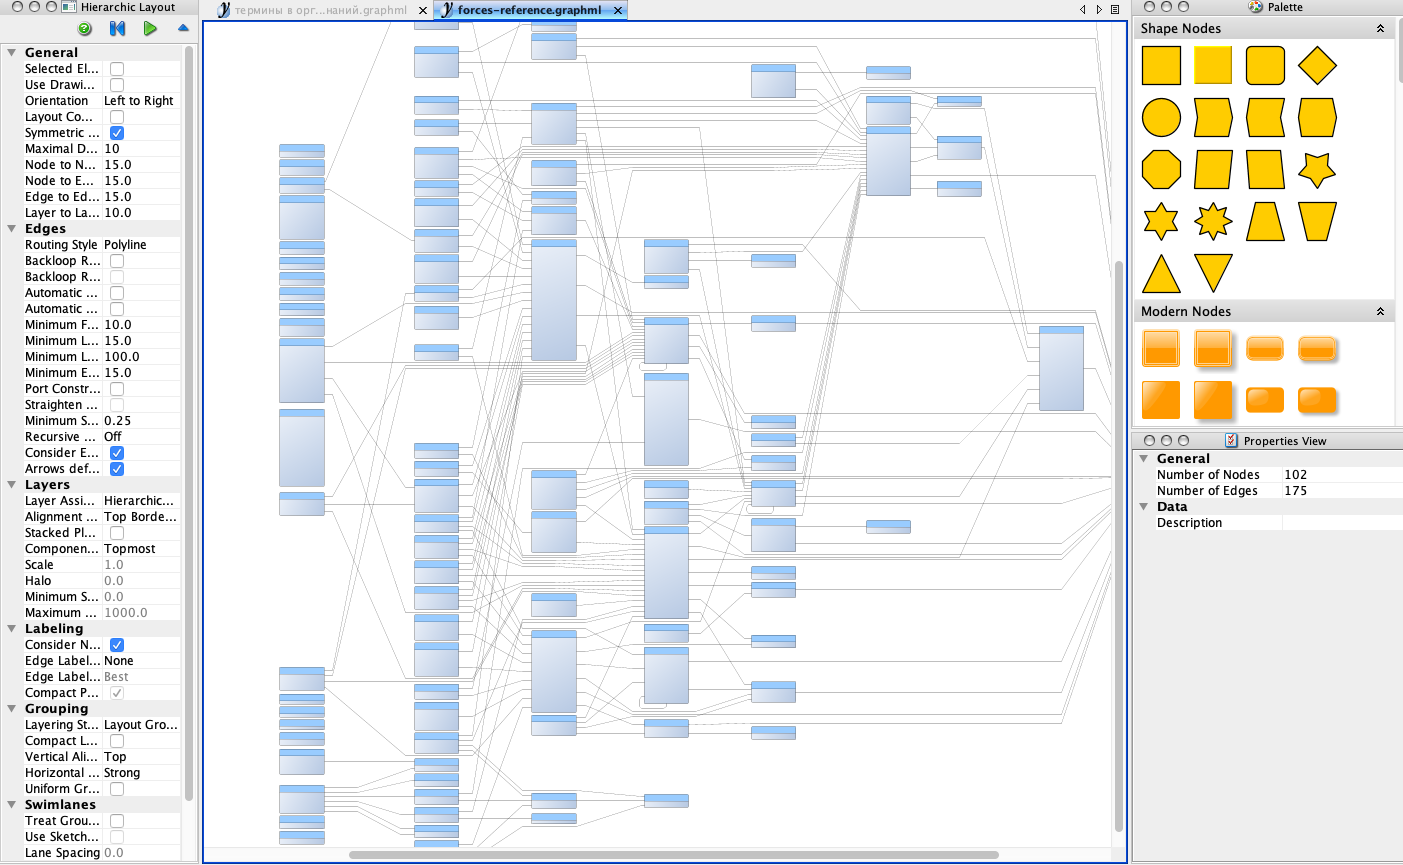 Hierarchic Layout
General
Selected El...
Use Drawi...
Orientation Left to Right
Layout Co...
Symmetric ...
Maximal D... 10
Node to N... 15.0
Node to E... 15.0
Edge to Ed... 15.0
Layer to La... 10.0
Edges
Routing Style Polyline
Backloop R...
Backloop R...
Automatic ...
Automatic ...
Minimum F... 10.0
Minimum L... 15.0
Minimum L... 100.0
Minimum E... 15.0
Port Constr...
Straighten ...
Minimum S... 0.25
Recursive ... Off
Consider E...
Arrows def...
Layers
Layer Assi... Hierarchic...
Alignment ... Top Borde...
Stacked Pl...
Componen... Topmost
Scale 1.0
Halo 0.0
Minimum S... 0.0
Maximum ... 1000.0
Labeling
Consider N...
Edge Label... None
Edge Label... Best
Compact P...
Grouping
Layering St... Layout Gro...
Compact L...
Vertical Ali... Top
Horizontal ... Strong
Uniform Gr...
Swimlanes
Treat Grou...
Use Sketch...
Lane Spacing 0.0
термины в орг...наний.graphml
forces-reference.graphml
Palette
Shape Nodes
Modern Nodes
Properties View
General
Number of Nodes 102
Number of Edges 175
Data
Description